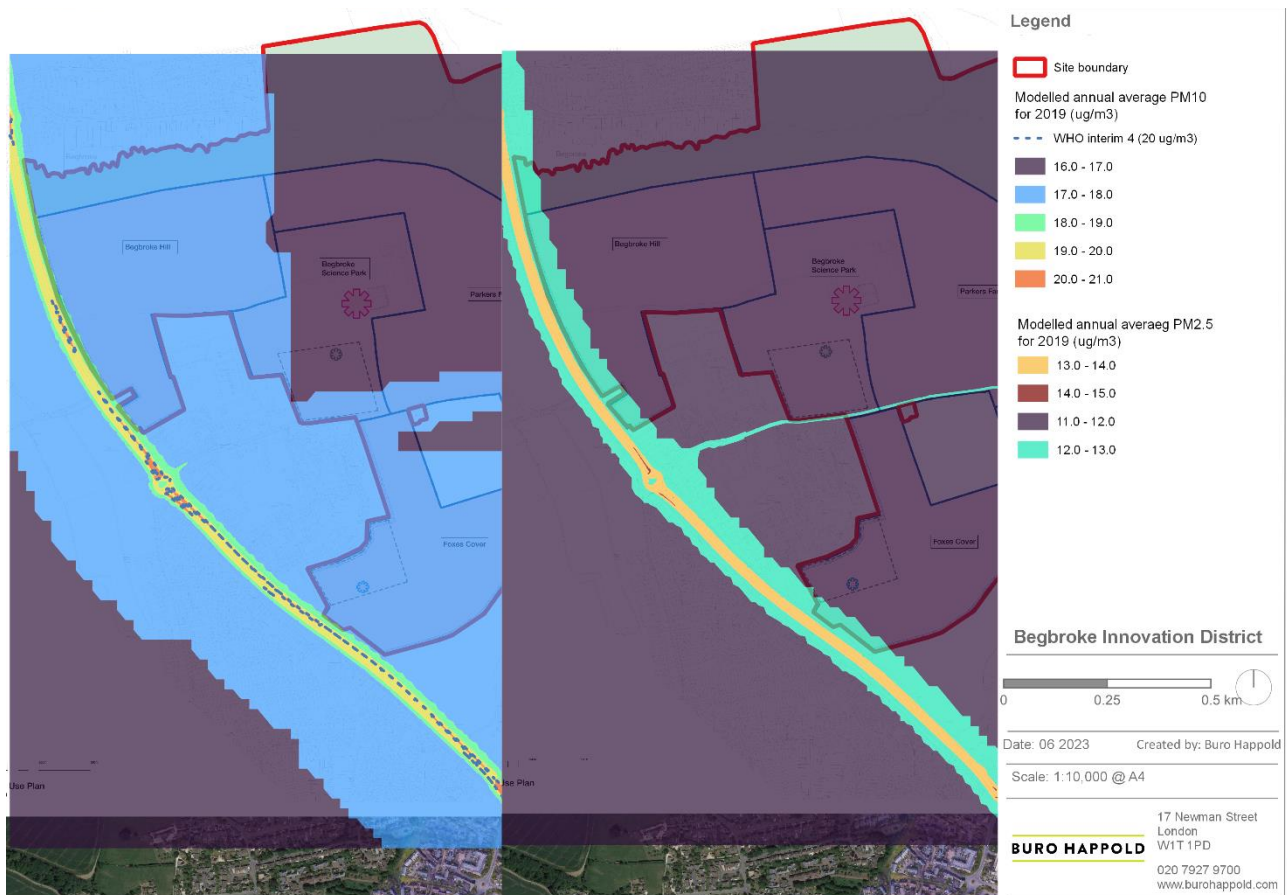 Begbroke Hill
Begbroke
Science Park
Foxes Cover
Use Plan
Begbroke Hill
Begbroke
Science Park
Foxes Cover
Use Plan
Legend
Site boundary
Modelled annual average PM10
for 2019 (ug/m3)
WHO interim 4 (20 ug/m3)
16.0 - 17.0
17.0 - 18.0
18.0 - 19.0
19.0 - 20.0
20.0 - 21.0
Modelled annual averaeg PM2.5
for 2019 (ug/m3)
13.0 - 14.0
14.0 - 15.0
11.0 - 12.0
12.0 - 13.0
Begbroke Innovation District
0 0.25 0.5 km
Date: 06 2023 Created by: Buro Happold
Scale: 1:10,000 @ A4
BURO HAPPOLD
17 Newman Street
London
W1T 1PD
020 7927 9700
www.burohappold.com